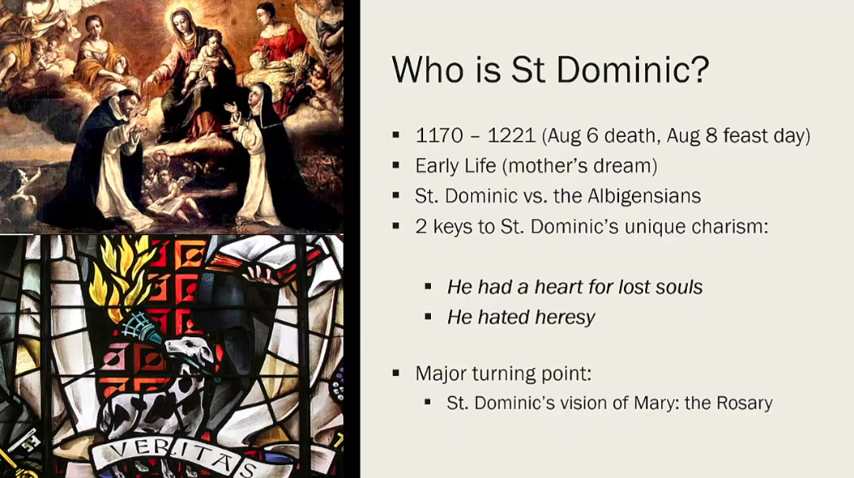 Who is St Dominic?
▪ 1170 – 1221 (Aug 6 death, Aug 8 feast day)
▪ Early Life (mother's dream)
▪ St. Dominic vs. the Albigensians
▪ 2 keys to St. Dominic's unique charism:
▪ He had a heart for lost souls
▪ He hated heresy
▪ Major turning point:
▪ St. Dominic's vision of Mary: the Rosary
VERITAS